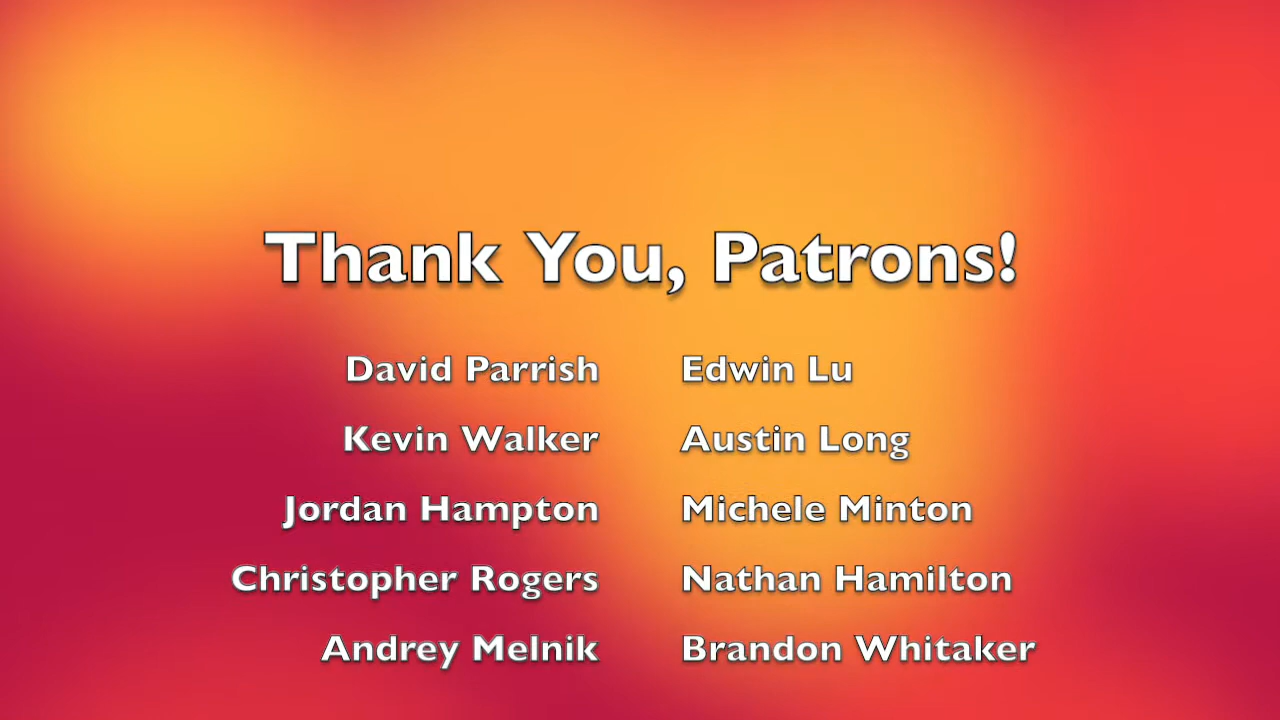 Thank You, Patrons!
David Parrish Edwin Lu
Kevin Walker Austin Long
Jordan Hampton Michele Minton
Christopher Rogers Nathan Hamilton
Andrey Melnik Brandon Whitaker